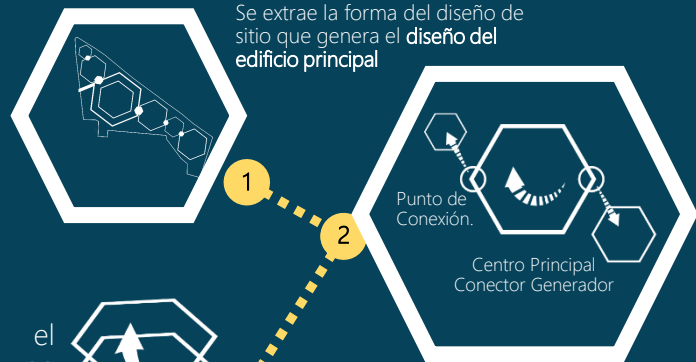 Se extrae la forma del diseño de
sitio que genera el diseño del
edificio principal
1
2
Punto de
Conexión.
Centro Principal
Conector Generador
el